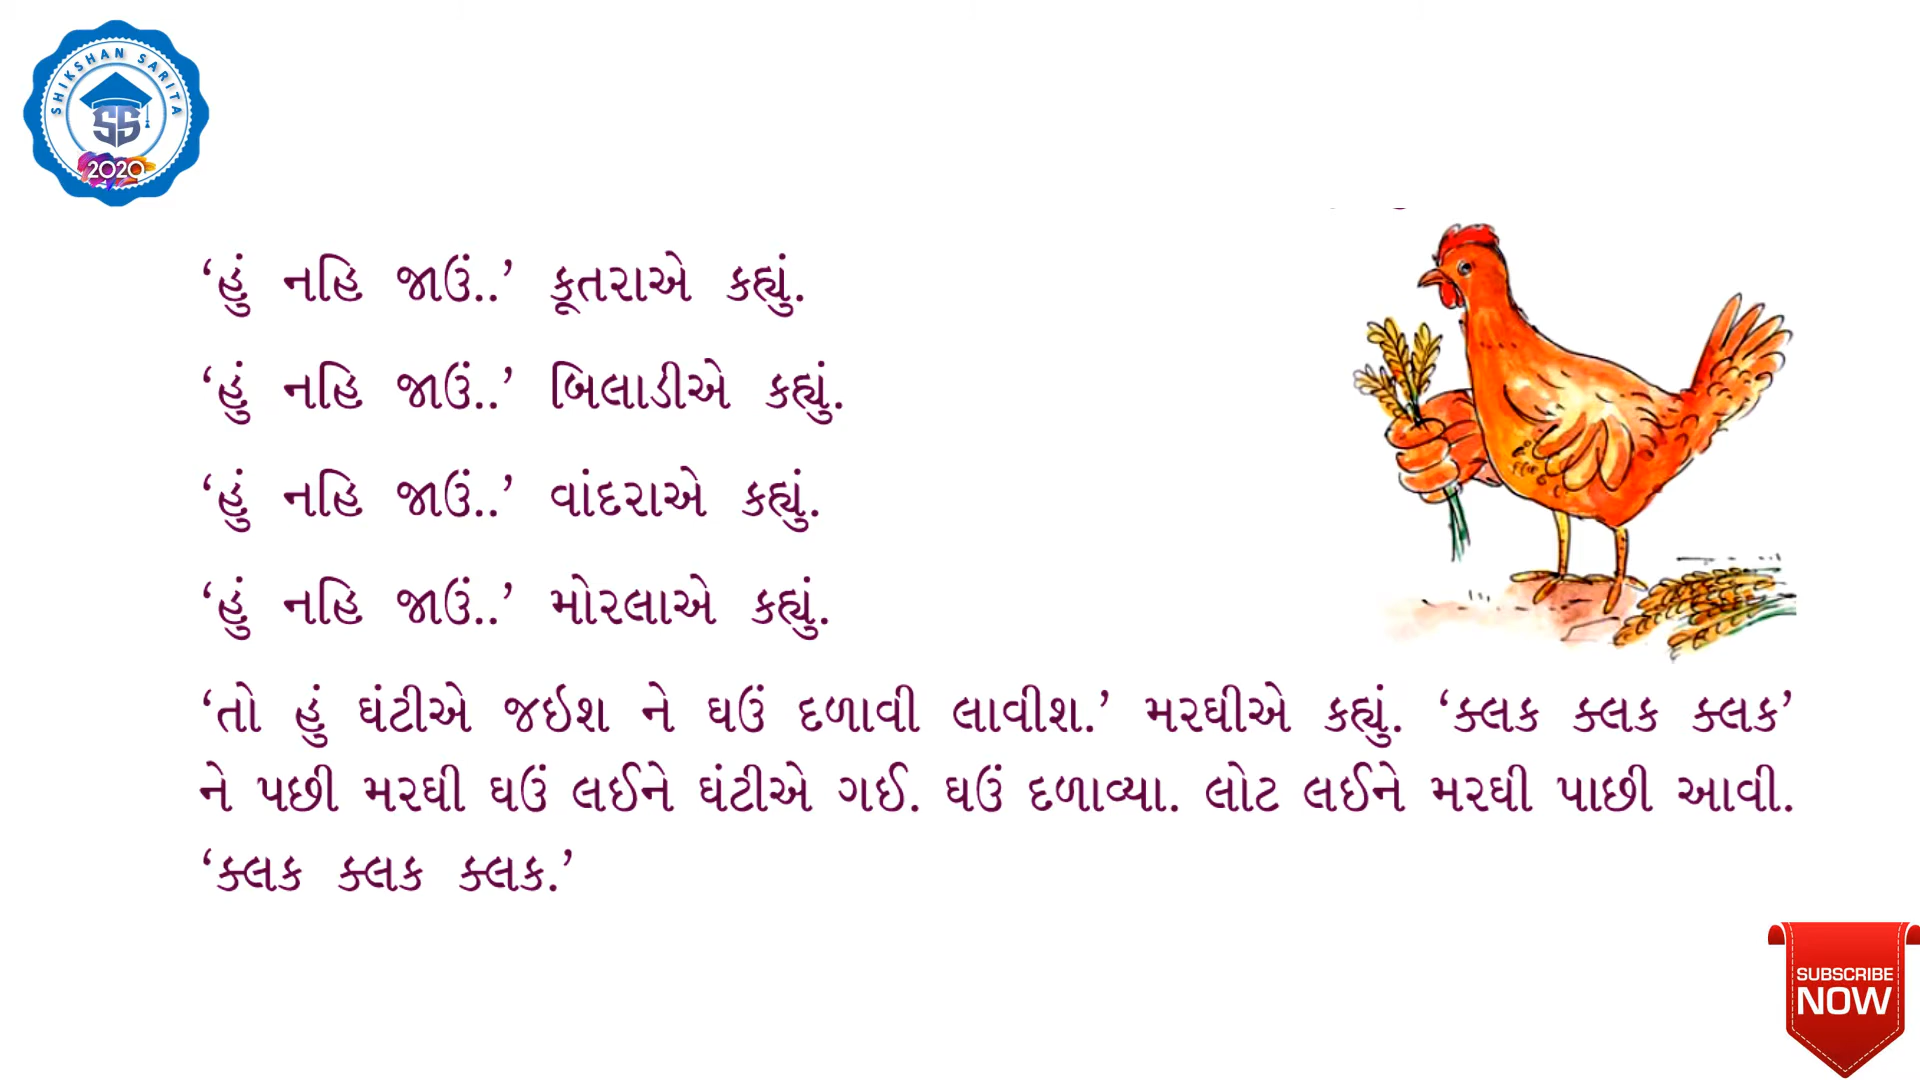 SHIKSHAN SARITA
SS
2020
‘હું નહિ જાઉં..’ કૂતરાએ કહ્યું.
‘હું નહિ જાઉં..’ બિલાડીએ કહ્યું.
‘હું નહિ જાઉં..’ વાંદરાએ કહ્યું.
‘હું નહિ જાઉં..’ મોરલાએ કહ્યું.
‘તો હું ઘંટીએ જઇશ ને ઘઉં દળાવી લાવીશ.’ મરઘીએ કહ્યું. ‘ક્લક ક્લક ક્લક’
ને પછી મરઘી ઘઉં લઈને ઘંટીએ ગઈ. ઘઉં દળાવ્યા. લોટ લઈને મરઘી પાછી આવી.
‘ક્લક ક્લક ક્લક.’
SUBSCRIBE
NOW